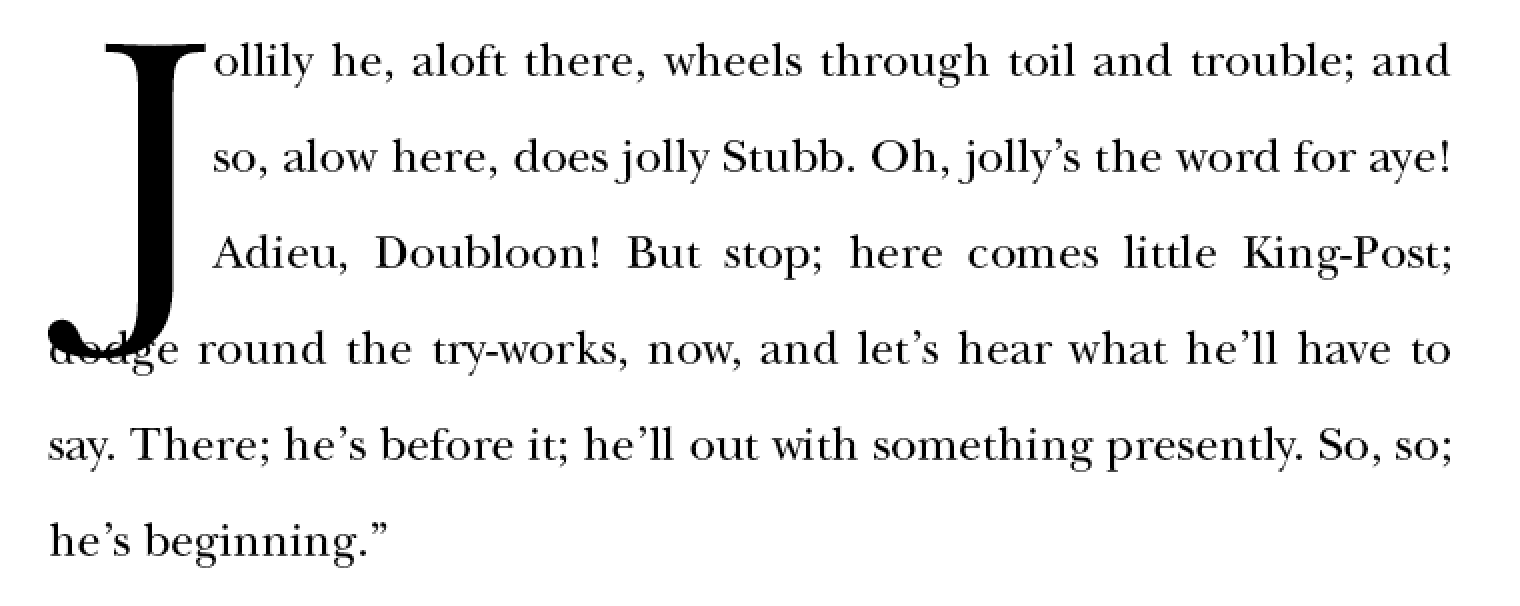 Jollily he, aloft there, wheels through toil and trouble; and
so, alow here, does jolly Stubb. Oh, jolly’s the word for aye!
Adieu, Doubloon! But stop; here comes little King-Post;
dodge round the try-works, now, and let’s hear what he’ll have to
say. There; he’s before it; he’ll out with something presently. So, so;
he’s beginning.”